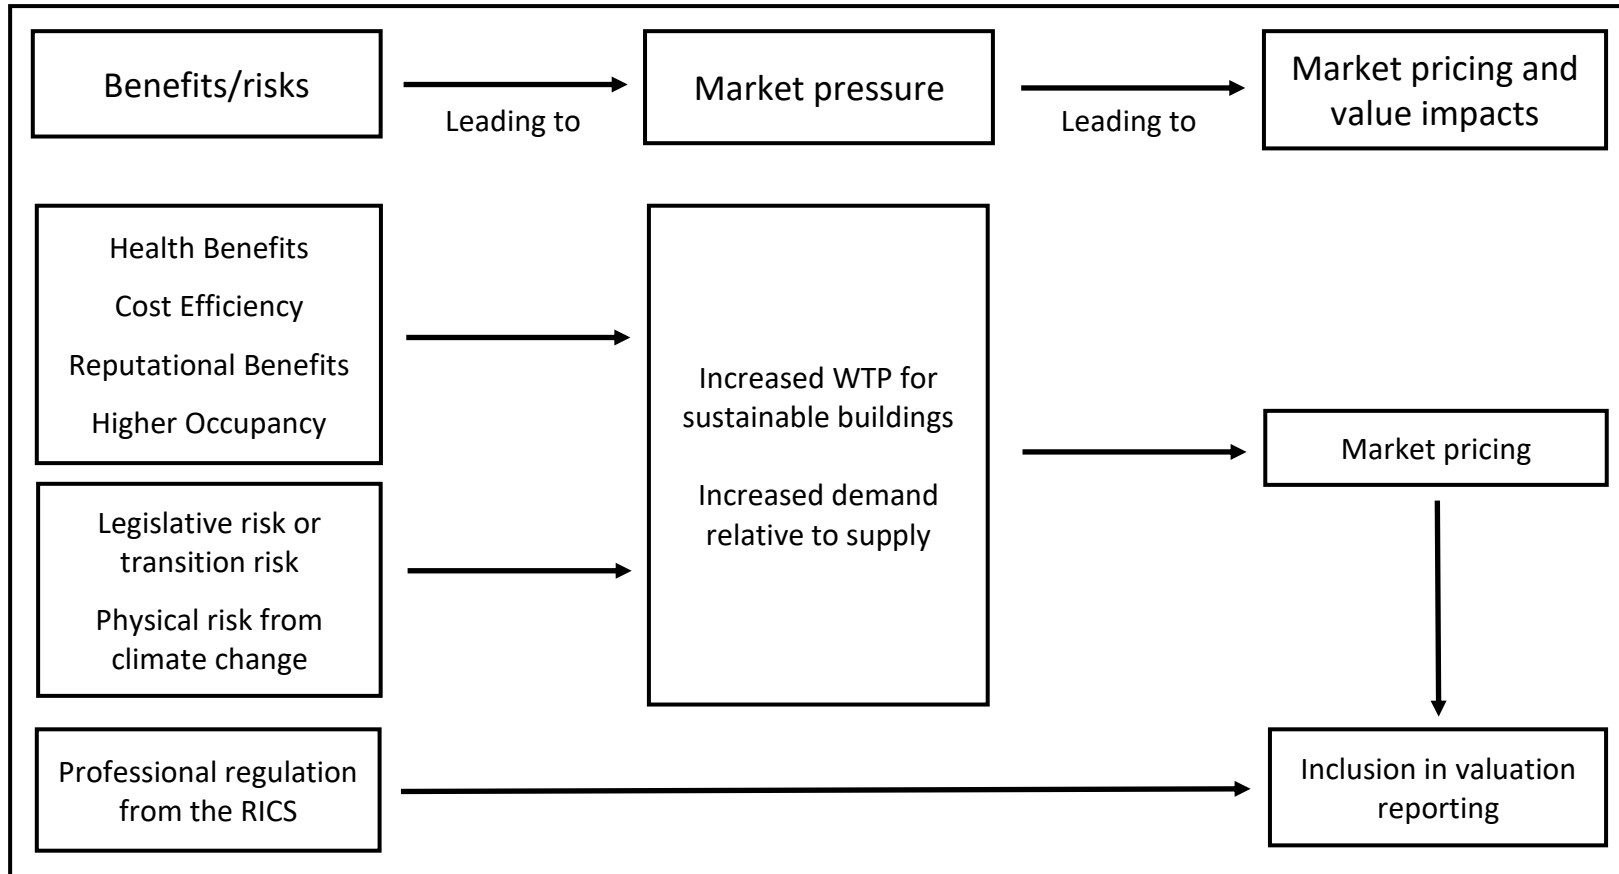 Benefits/risks
Leading to
Market pressure
Leading to
Market pricing and
value impacts
Health Benefits
Cost Efficiency
Reputational Benefits
Higher Occupancy
Increased WTP for
sustainable buildings
Increased demand
relative to supply
Market pricing
Legislative risk or
transition risk
Physical risk from
climate change
Professional regulation
from the RICS
Inclusion in valuation
reporting